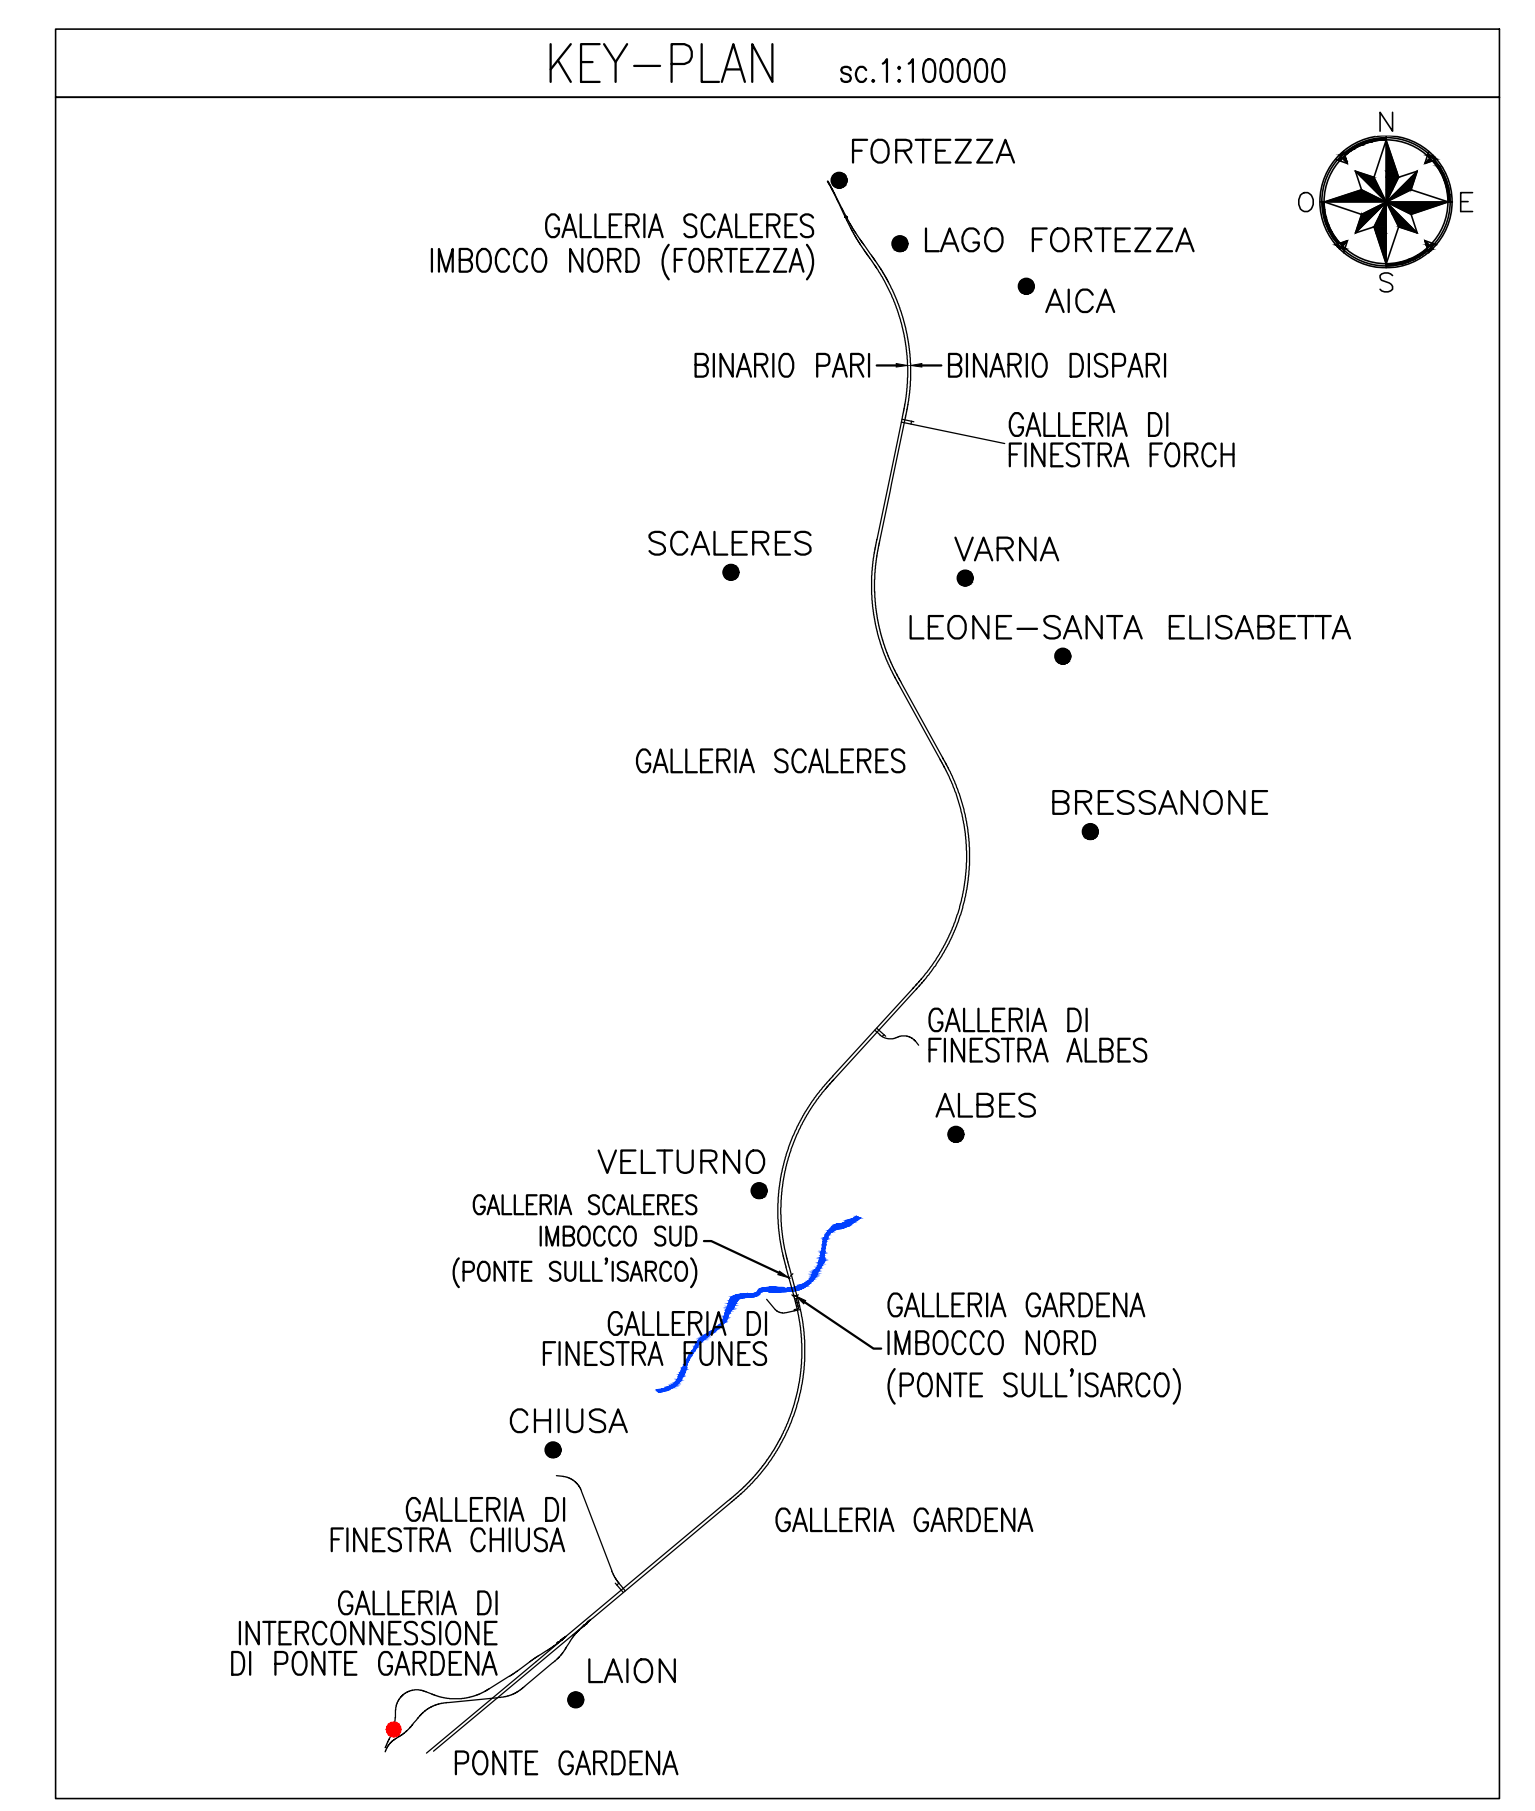 KEY-PLAN sc.1:100000
N
O
E
S
FORTEZZA
GALLERIA SCALERES
IMBOCCO NORD (FORTEZZA)
LAGO FORTEZZA
AICA
BINARIO PARI
BINARIO DISPARI
GALLERIA DI
FINESTRA FORCH
SCALERES
VARNA
LEONE-SANTA ELISABETTA
GALLERIA SCALERES
BRESSANONE
GALLERIA DI
FINESTRA ALBES
ALBES
VELTURNO
GALLERIA SCALERES
IMBOCCO SUD
(PONTE SULL'ISARCO)
GALLERIA DI
FINESTRA FUNES
GALLERIA GARDENA
IMBOCCO NORD
(PONTE SULL'ISARCO)
CHIUSA
GALLERIA DI
FINESTRA CHIUSA
GALLERIA GARDENA
GALLERIA DI
INTERCONNESSIONE
DI PONTE GARDENA
LAION
PONTE GARDENA